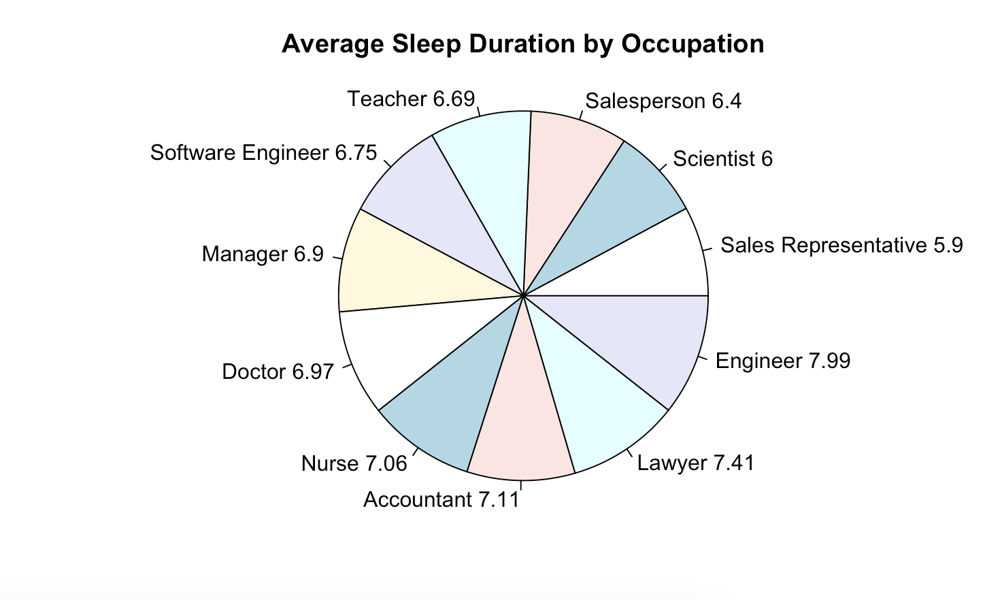 Average Sleep Duration by Occupation
Teacher 6.69
Salesperson 6.4
Software Engineer 6.75
Scientist 6
Manager 6.9
Sales Representative 5.9
Doctor 6.97
Engineer 7.99
Nurse 7.06
Lawyer 7.41
Accountant 7.11